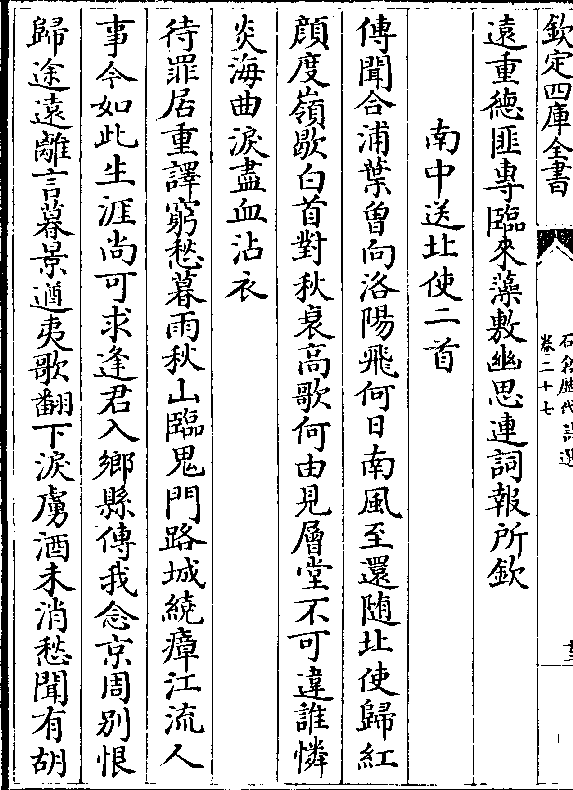 欽定四庫全書
石倉歷代詩選
卷二十七
遠重德匪專臨來藻敷幽思連詞報所欽
南中送北使二首
傳聞合浦葉曾向洛陽飛何日南風至還随北使歸紅
顔度嶺歇白首對秋衰高歌何由見層堂不可違誰憐
炎海曲淚盡血沾衣
待罪居重譯窮愁暮雨秋山臨鬼門路城繞瘴江流人
事今如此生涯尚可求逢君入鄉縣傳我念京周别恨
歸途遠離言暮景遒夷歌翻下淚虜酒未消愁聞有胡